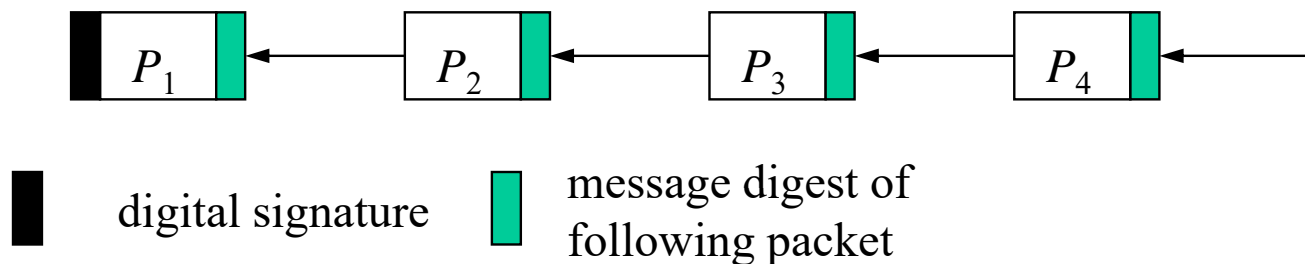 P1 P2 P3 P4
digital signature
message digest of
following packet